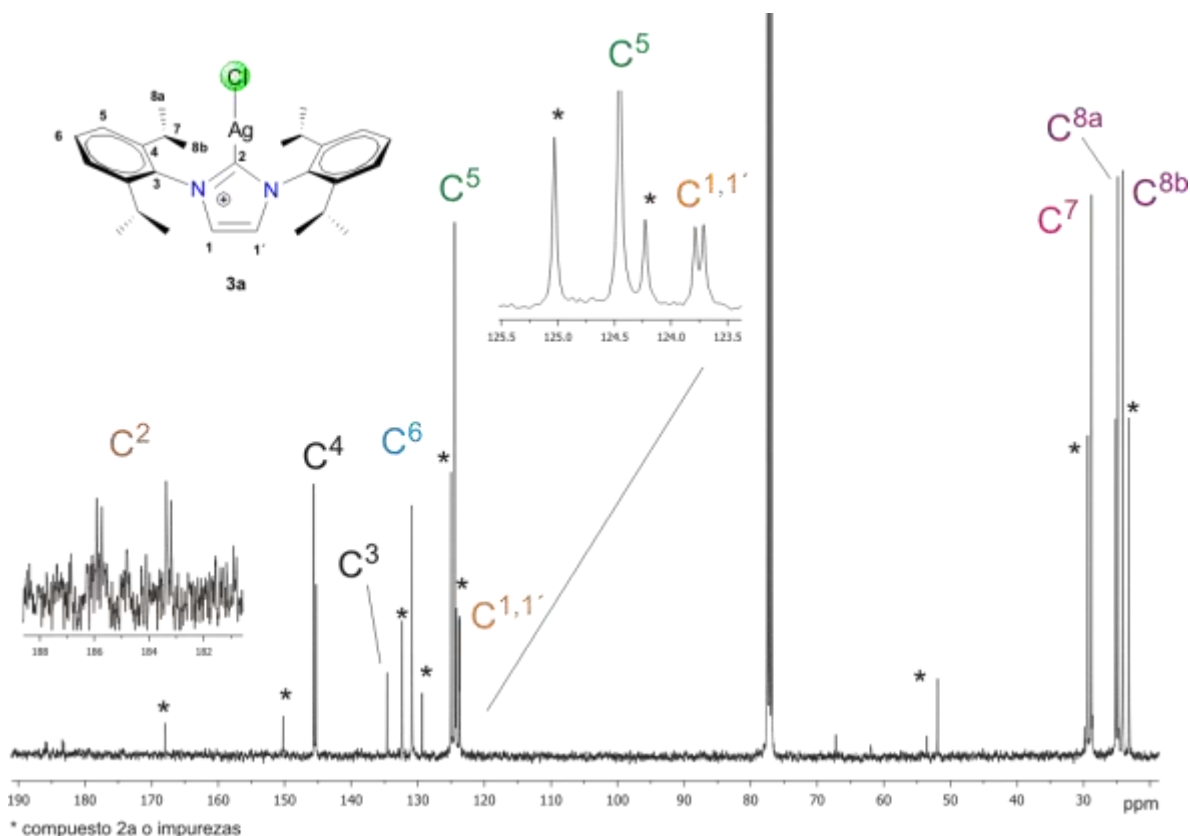 Cl
Ag
8a
5
6
7
8b
4
2
3
N
N
⊕
1
1´
3a
C⁵
*
*
C¹,¹´
125.5 125.0 124.5 124.0 123.5
C²
188 186 184 182
C⁴
C³
C⁶
C⁵
*
*
*
*
*
*
C¹,¹´
*
C⁷
C⁸ᵃ
C⁸ᵇ
*
*
190 180 170 160 150 140 130 120 110 100 90 80 70 60 50 40 30 ppm
* compuesto 2a o impurezas